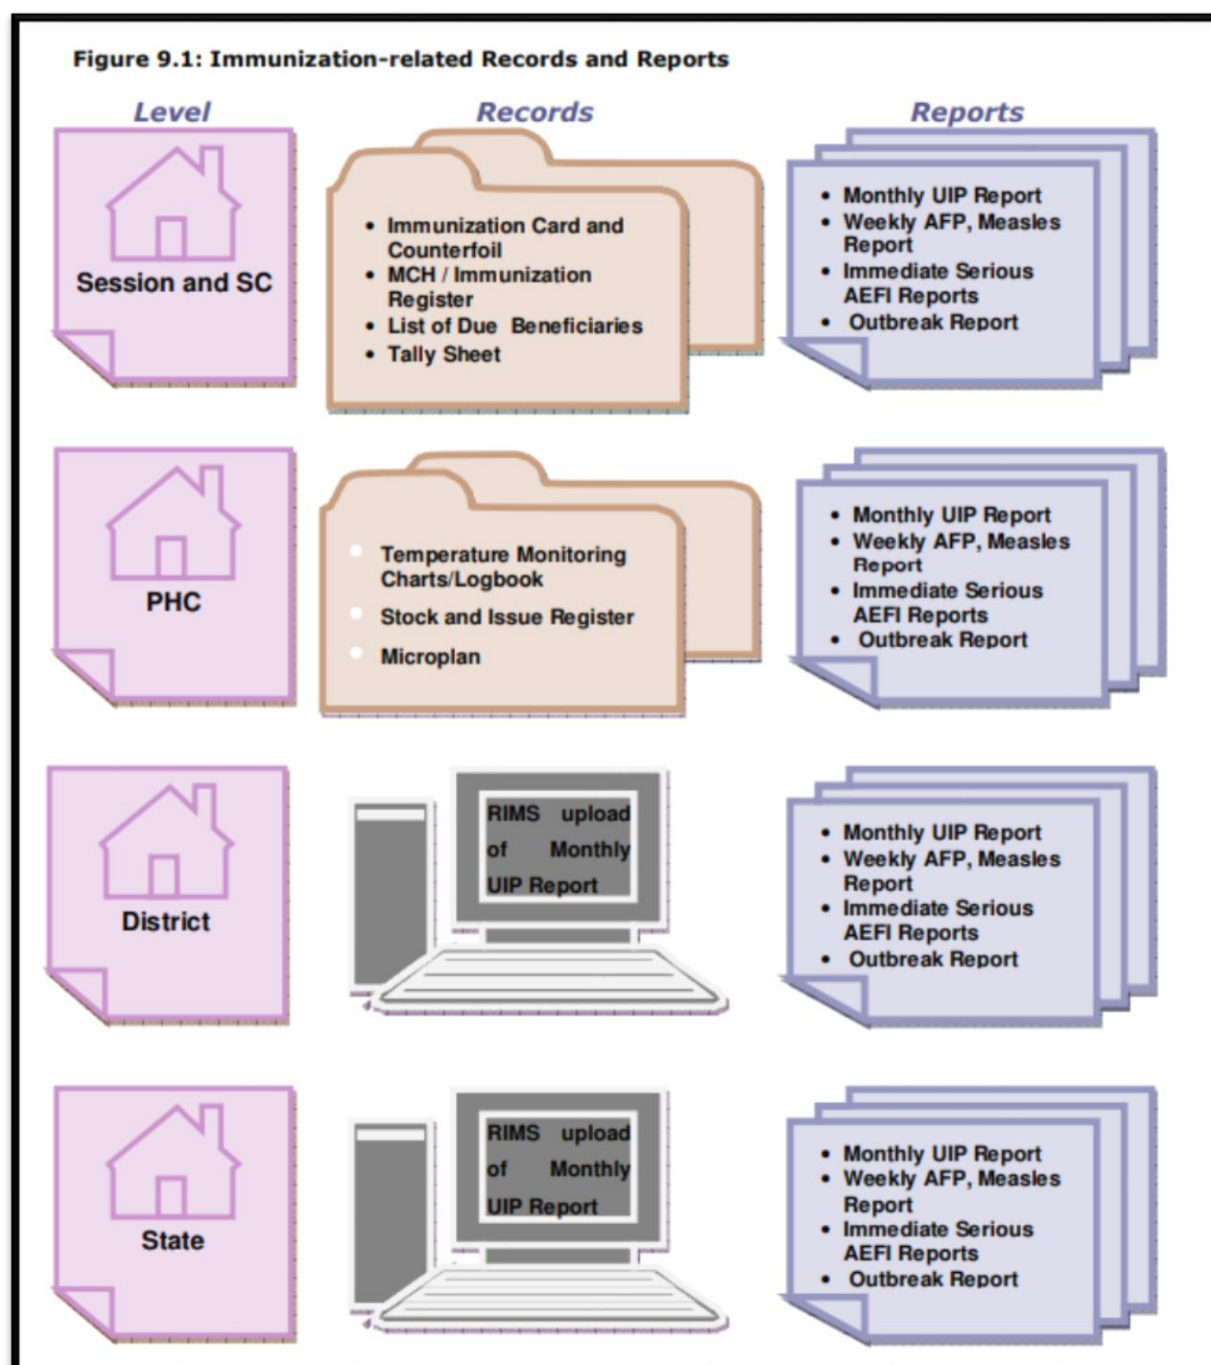 Figure 9.1: Immunization-related Records and Reports
Level
Records
Reports
Session and SC
• Immunization Card and
Counterfoil
• MCH / Immunization
Register
• List of Due Beneficiaries
• Tally Sheet
• Monthly UIP Report
• Weekly AFP, Measles
Report
• Immediate Serious
AEFI Reports
• Outbreak Report
PHC
• Temperature Monitoring
Charts/Logbook
• Stock and Issue Register
• Microplan
• Monthly UIP Report
• Weekly AFP, Measles
Report
• Immediate Serious
AEFI Reports
• Outbreak Report
District
RIMS upload
of Monthly
UIP Report
• Monthly UIP Report
• Weekly AFP, Measles
Report
• Immediate Serious
AEFI Reports
• Outbreak Report
State
RIMS upload
of Monthly
UIP Report
• Monthly UIP Report
• Weekly AFP, Measles
Report
• Immediate Serious
AEFI Reports
• Outbreak Report